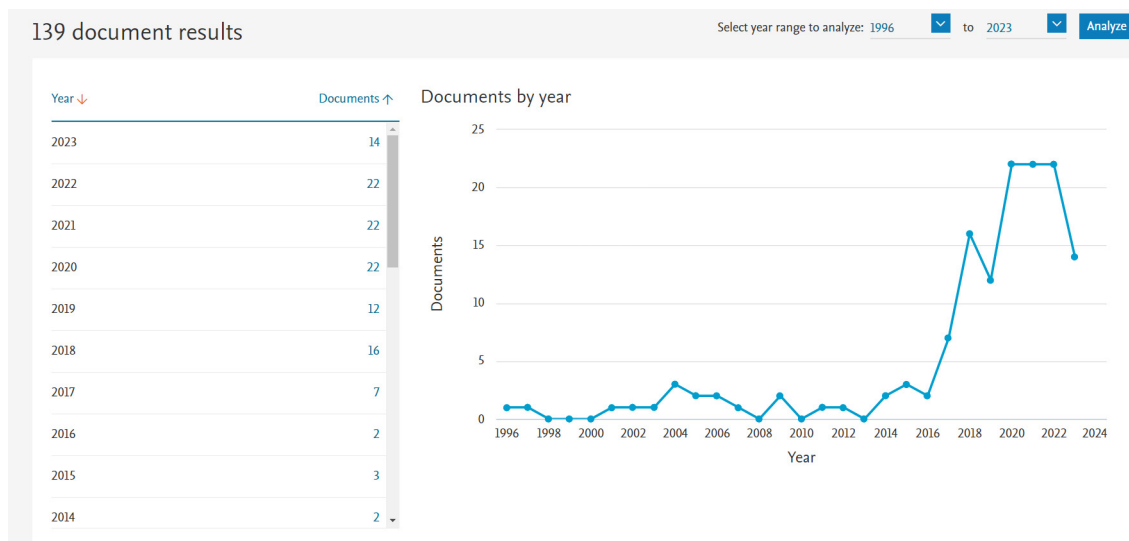 139 document results
Select year range to analyze: 1996 to 2023 Analyze
Year Documents
2023 14
2022 22
2021 22
2020 22
2019 12
2018 16
2017 7
2016 2
2015 3
2014 2
Documents by year
25
20
15
10
5
0
Documents
1996 1998 2000 2002 2004 2006 2008 2010 2012 2014 2016 2018 2020 2022 2024
Year